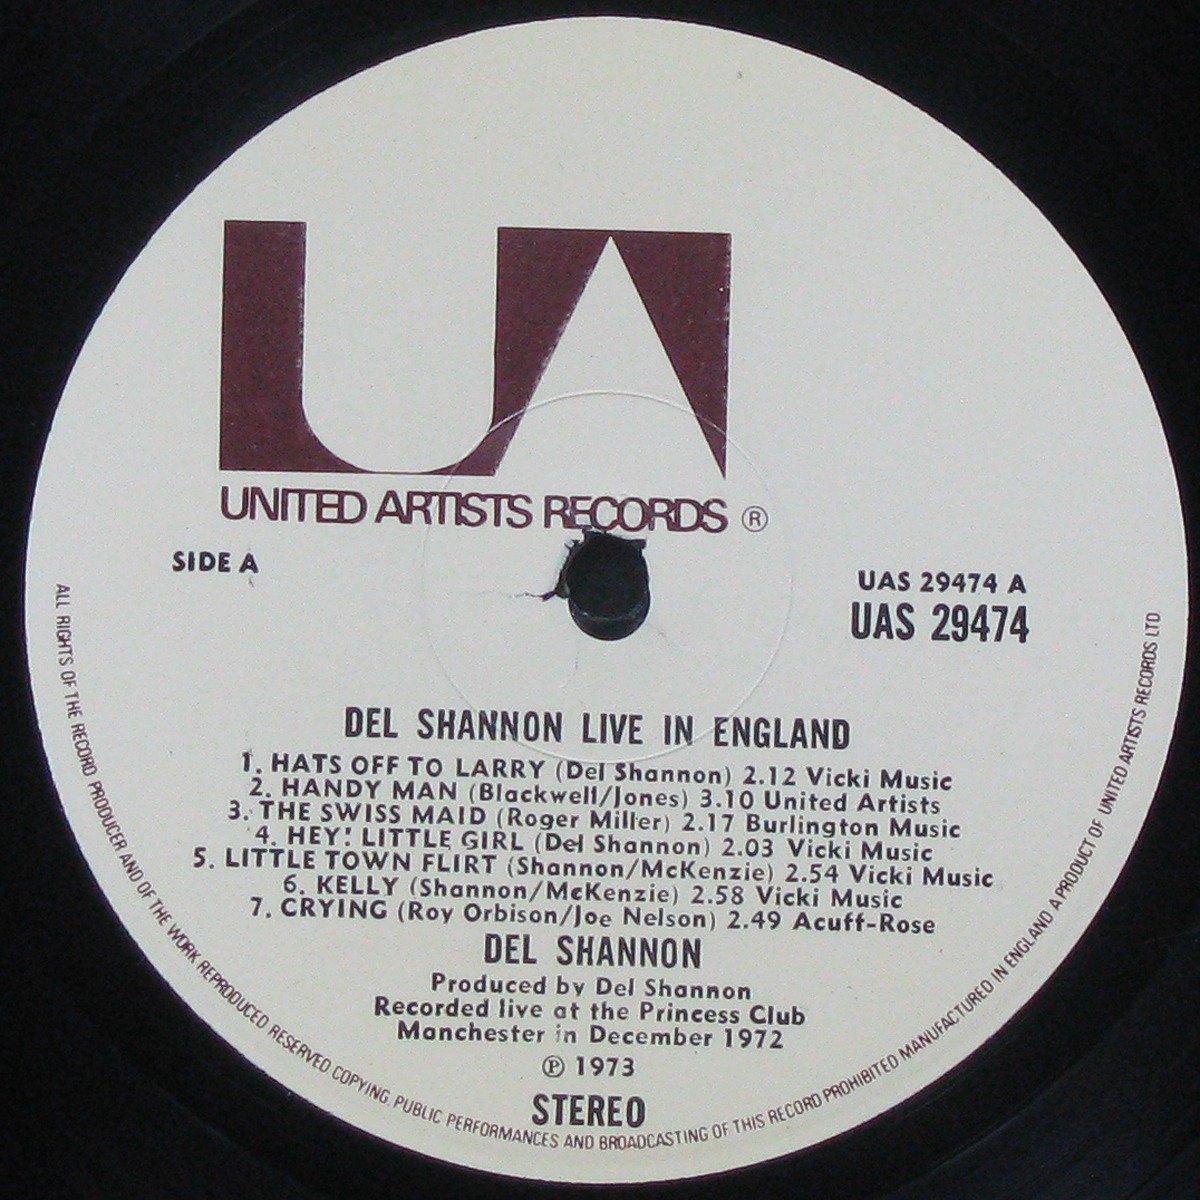 UA
UNITED ARTISTS RECORDS ®
SIDE A
UAS 29474 A
UAS 29474
DEL SHANNON LIVE IN ENGLAND
1. HATS OFF TO LARRY (Del Shannon) 2.12 Vicki Music
2. HANDY MAN (Blackwell/Jones) 3.10 United Artists
3. THE SWISS MAID (Roger Miller) 2.17 Burlington Music
4. HEY! LITTLE GIRL (Del Shannon) 2.03 Vicki Music
5. LITTLE TOWN FLIRT (Shannon/McKenzie) 2.54 Vicki Music
6. KELLY (Shannon/McKenzie) 2.58 Vicki Music
7. CRYING (Roy Orbison/Joe Nelson) 2.49 Acuff-Rose
DEL SHANNON
Produced by Del Shannon
Recorded live at the Princess Club
Manchester in December 1972
℗ 1973
STEREO
ALL RIGHTS OF THE RECORD PRODUCER AND OF THE WORK REPRODUCED RESERVED COPYING, PUBLIC PERFORMANCES AND BROADCASTING OF THIS RECORD PROHIBITED MANUFACTURED IN ENGLAND A PRODUCT OF UNITED ARTISTS RECORDS LTD